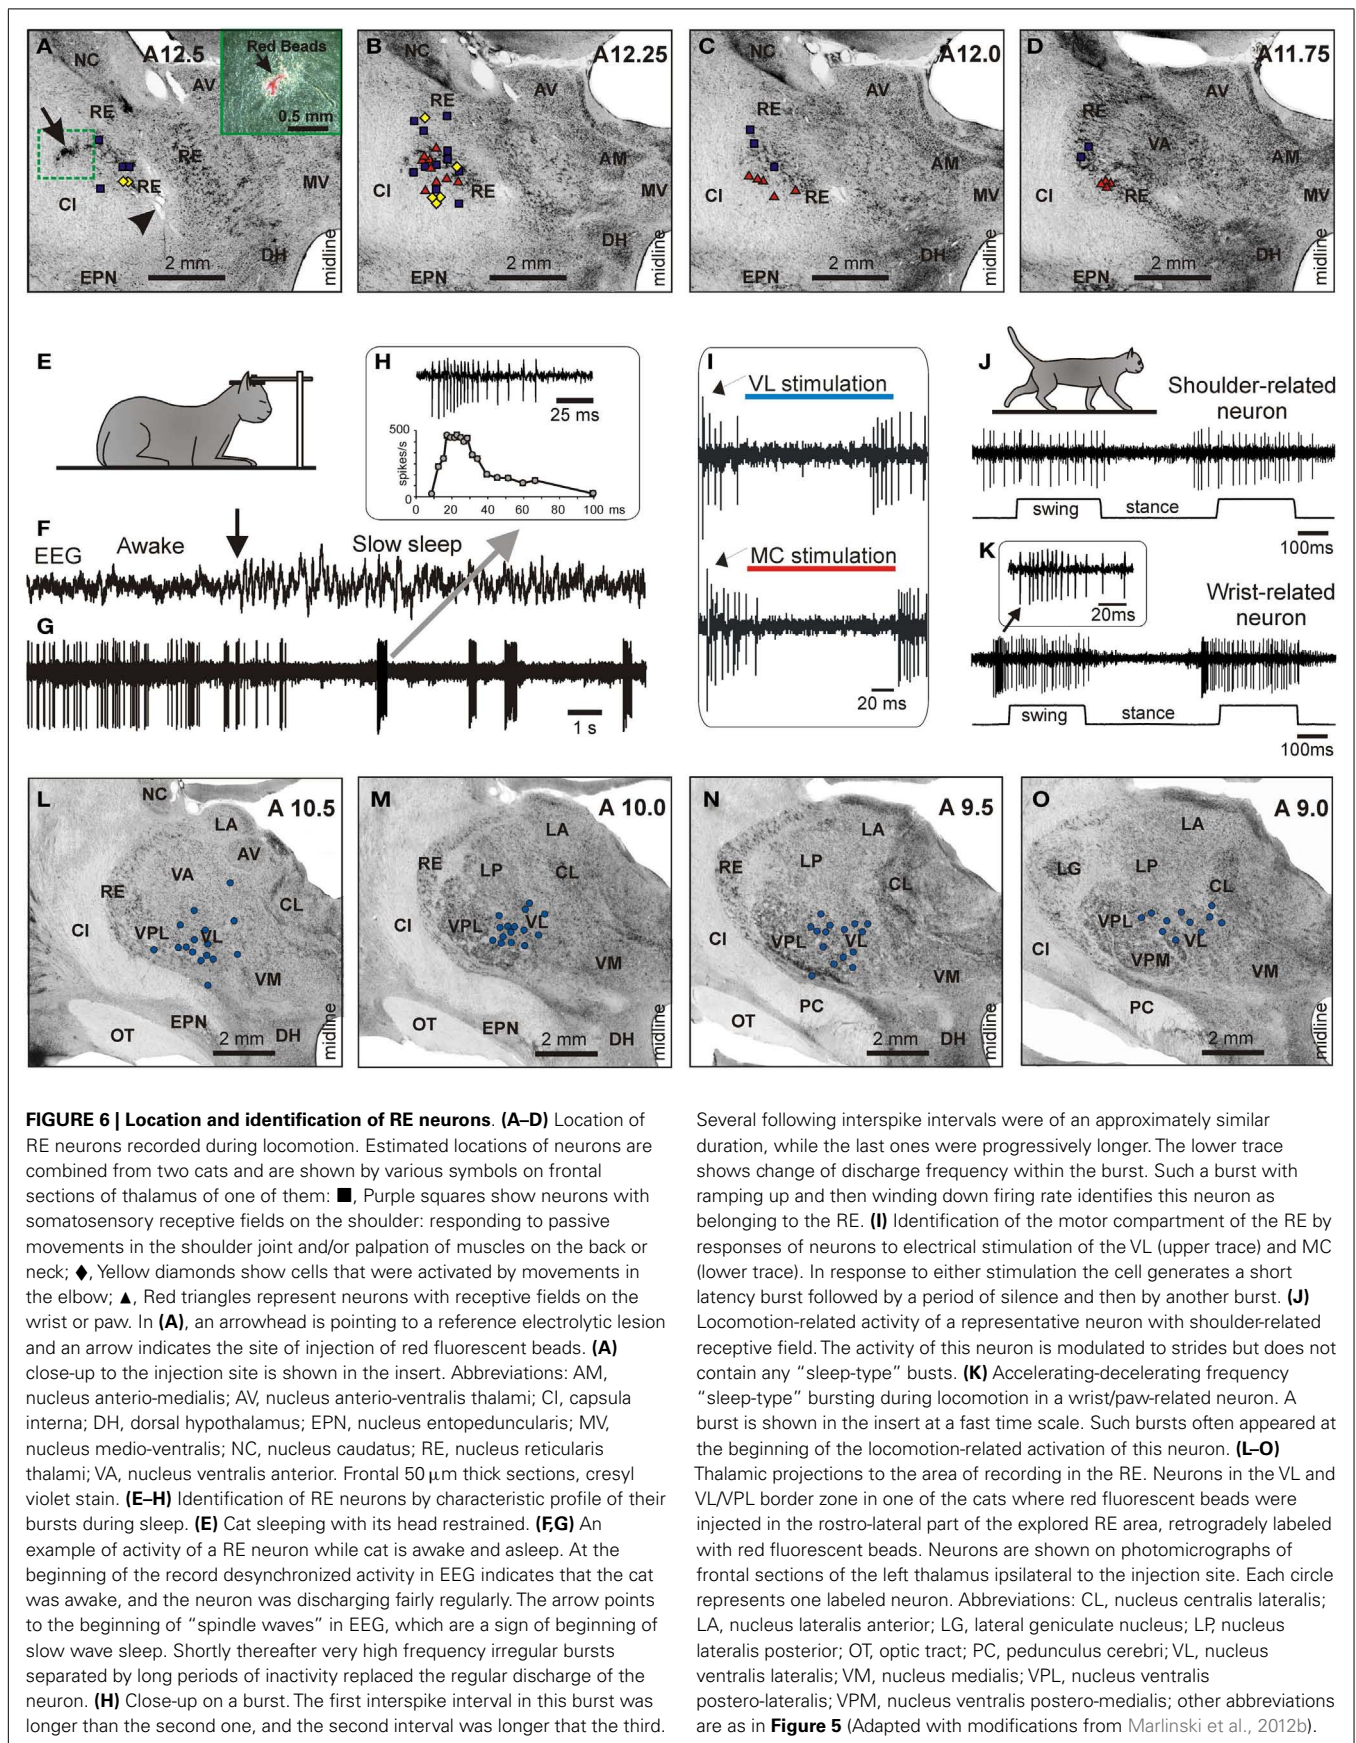 A
A12.5
NC
AV
Red Beads
0.5 mm
RE
RE
RE
CI
MV
DH
EPN
2 mm
midline
B
A12.25
NC
RE
AV
AM
RE
MV
DH
EPN
2 mm
midline
C
A12.0
NC
RE
AV
AM
CI
RE
MV
DH
EPN
2 mm
midline
D
A11.75
NC
RE
AV
VA
AM
CI
RE
MV
DH
EPN
2 mm
midline
E
H
25 ms
500
spikes/s
0
0 20 40 60 80 100 ms
F
EEG
Awake
Slow sleep
G
1 s
I
VL stimulation
MC stimulation
20 ms
J
Shoulder-related
neuron
swing stance
100ms
K
20ms
Wrist-related
neuron
swing stance
100ms
L
A 10.5
NC
LA
AV
VA
RE
CL
CI
VPL
VL
VM
EPN
OT
2 mm
DH
midline
M
A 10.0
LA
RE
LP
CL
VPL
VL
CI
VM
OT
EPN
2 mm
DH
midline
N
A 9.5
LA
RE
LP
CL
CI
VPL
VL
VM
PC
OT
2 mm
DH
midline
O
A 9.0
LA
LG
LP
CL
VPL
VL
CI
VPM
VM
PC
2 mm
midline
FIGURE 6 | Location and identification of RE neurons. (A–D) Location of
RE neurons recorded during locomotion. Estimated locations of neurons are
combined from two cats and are shown by various symbols on frontal
sections of thalamus of one of them: ■, Purple squares show neurons with
somatosensory receptive fields on the shoulder: responding to passive
movements in the shoulder joint and/or palpation of muscles on the back or
neck; ♦, Yellow diamonds show cells that were activated by movements in
the elbow; ▲, Red triangles represent neurons with receptive fields on the
wrist or paw. In (A), an arrowhead is pointing to a reference electrolytic lesion
and an arrow indicates the site of injection of red fluorescent beads. (A)
close-up to the injection site is shown in the insert. Abbreviations: AM,
nucleus anterio-medialis; AV, nucleus anterio-ventralis thalami; CI, capsula
interna; DH, dorsal hypothalamus; EPN, nucleus entopeduncularis; MV,
nucleus medio-ventralis; NC, nucleus caudatus; RE, nucleus reticularis
thalami; VA, nucleus ventralis anterior. Frontal 50 μm thick sections, cresyl
violet stain. (E–H) Identification of RE neurons by characteristic profile of their
bursts during sleep. (E) Cat sleeping with its head restrained. (F,G) An
example of activity of a RE neuron while cat is awake and asleep. At the
beginning of the record desynchronized activity in EEG indicates that the cat
was awake, and the neuron was discharging fairly regularly. The arrow points
to the beginning of “spindle waves” in EEG, which are a sign of beginning of
slow wave sleep. Shortly thereafter very high frequency irregular bursts
separated by long periods of inactivity replaced the regular discharge of the
neuron. (H) Close-up on a burst. The first interspike interval in this burst was
longer than the second one, and the second interval was longer that the third.
Several following interspike intervals were of an approximately similar
duration, while the last ones were progressively longer. The lower trace
shows change of discharge frequency within the burst. Such a burst with
ramping up and then winding down firing rate identifies this neuron as
belonging to the RE. (I) Identification of the motor compartment of the RE by
responses of neurons to electrical stimulation of the VL (upper trace) and MC
(lower trace). In response to either stimulation the cell generates a short
latency burst followed by a period of silence and then by another burst. (J)
Locomotion-related activity of a representative neuron with shoulder-related
receptive field. The activity of this neuron is modulated to strides but does not
contain any “sleep-type” busts. (K) Accelerating-decelerating frequency
“sleep-type” bursting during locomotion in a wrist/paw-related neuron. A
burst is shown in the insert at a fast time scale. Such bursts often appeared at
the beginning of the locomotion-related activation of this neuron. (L–O)
Thalamic projections to the area of recording in the RE. Neurons in the VL and
VL/VPL border zone in one of the cats where red fluorescent beads were
injected in the rostro-lateral part of the explored RE area, retrogradely labeled
with red fluorescent beads. Neurons are shown on photomicrographs of
frontal sections of the left thalamus ipsilateral to the injection site. Each circle
represents one labeled neuron. Abbreviations: CL, nucleus centralis lateralis;
LA, nucleus lateralis anterior; LG, lateral geniculate nucleus; LP, nucleus
lateralis posterior; OT, optic tract; PC, pedunculus cerebri; VL, nucleus
ventralis lateralis; VM, nucleus medialis; VPL, nucleus ventralis
postero-lateralis; VPM, nucleus ventralis postero-medialis; other abbreviations
are as in Figure 5 (Adapted with modifications from Marlinski et al., 2012b).